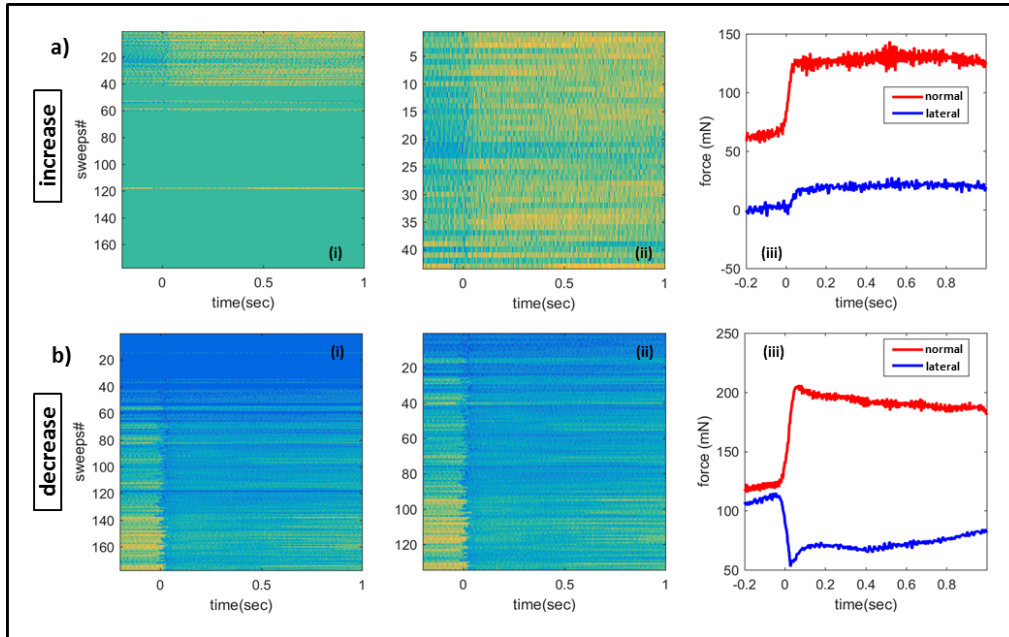 a)
increase
sweeps#
20
40
60
80
100
120
140
160
0
0.5
1
time(sec)
(i)
5
10
15
20
25
30
35
40
0
0.5
1
time(sec)
(ii)
force (mN)
150
100
50
0
-50
-0.2
0
0.2
0.4
0.6
0.8
time(sec)
normal
lateral
(iii)
b)
decrease
sweeps#
20
40
60
80
100
120
140
160
0
0.5
1
time(sec)
(i)
20
40
60
80
100
120
0
0.5
1
time(sec)
(ii)
force (mN)
250
200
150
100
50
-0.2
0
0.2
0.4
0.6
0.8
time(sec)
(iii)
normal
lateral